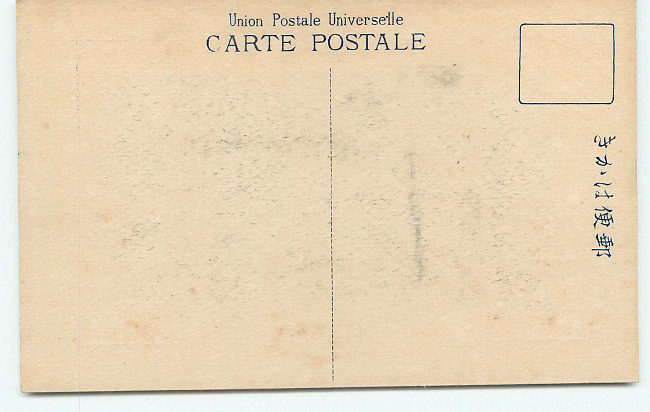 Union Postale Universelle
CARTE POSTALE
郵便はかき